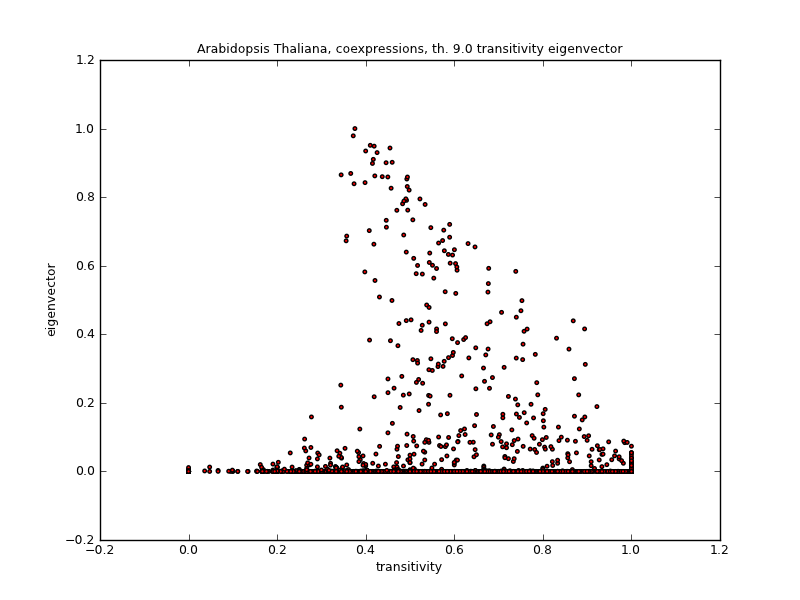 Arabidopsis Thaliana, coexpressions, th. 9.0 transitivity eigenvector
1.2
1.0
0.8
0.6
0.4
0.2
0.0
−0.2
eigenvector
−0.2 0.0 0.2 0.4 0.6 0.8 1.0 1.2
transitivity